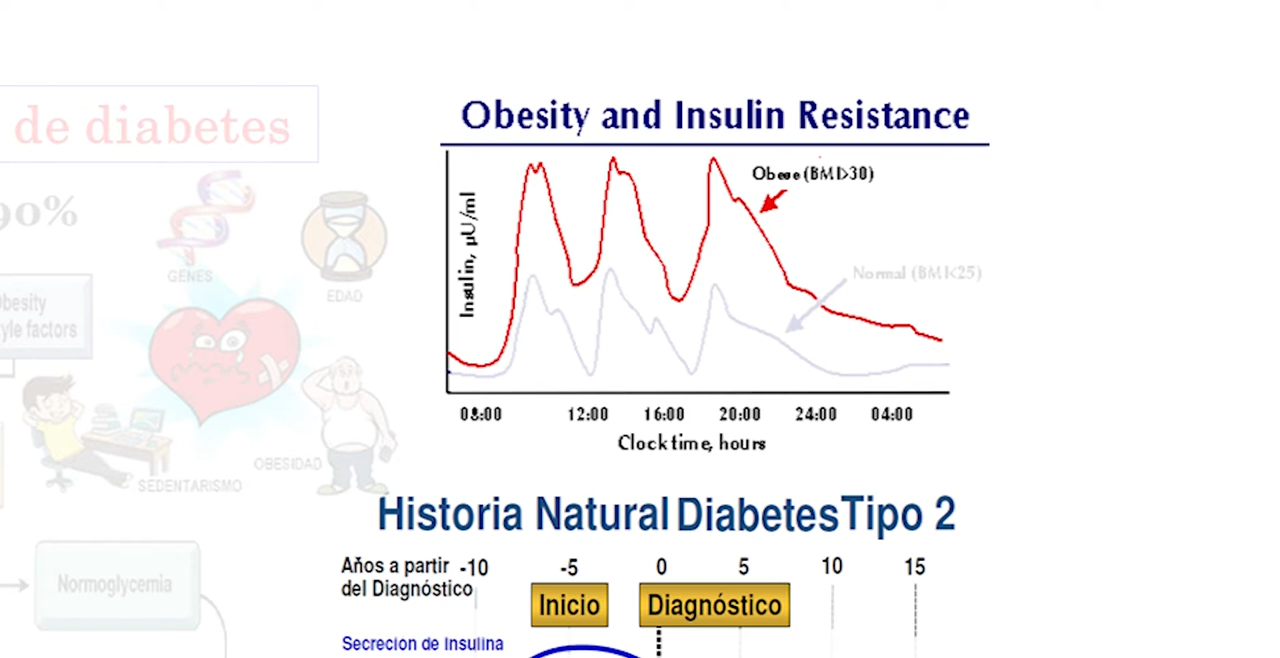 de diabetes
90%
GENES
EDAD
Obesity
yle factors
OBESIDAD
SEDENTARISMO
Normoglycemia
Obesity and Insulin Resistance
Insulin, µU/ml
Obese (BMI>30)
Normal (BMI<25)
08:00 12:00 16:00 20:00 24:00 04:00
Clock time, hours
Historia Natural Diabetes Tipo 2
Años a partir -10 -5 0 5 10 15
del Diagnóstico
Inicio Diagnóstico
Secreción de Insulina